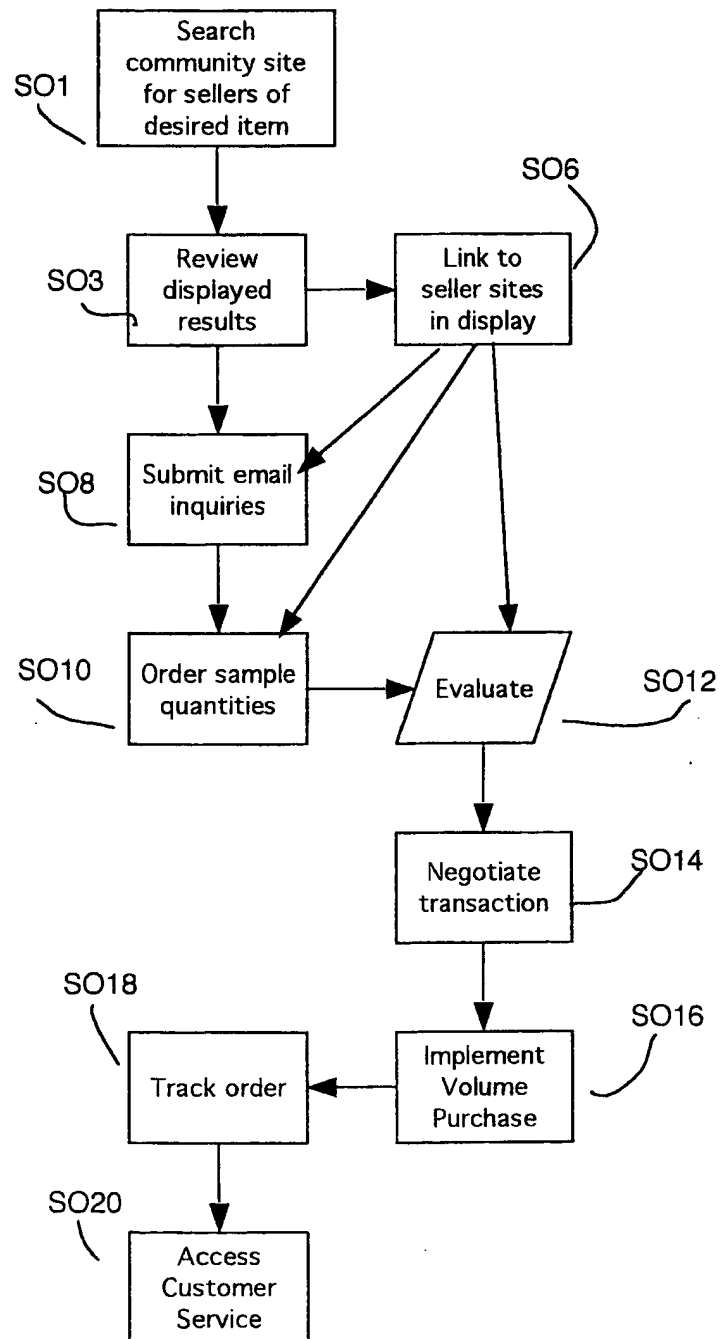 Search
community site
for sellers of
desired item
SO1
SO6
Review
displayed
results
SO3
Link to
seller sites
in display
Submit email
inquiries
SO8
Order sample
quantities
SO10
Evaluate
SO12
Negotiate
transaction
SO14
SO18
SO16
Track order
Implement
Volume
Purchase
SO20
Access
Customer
Service